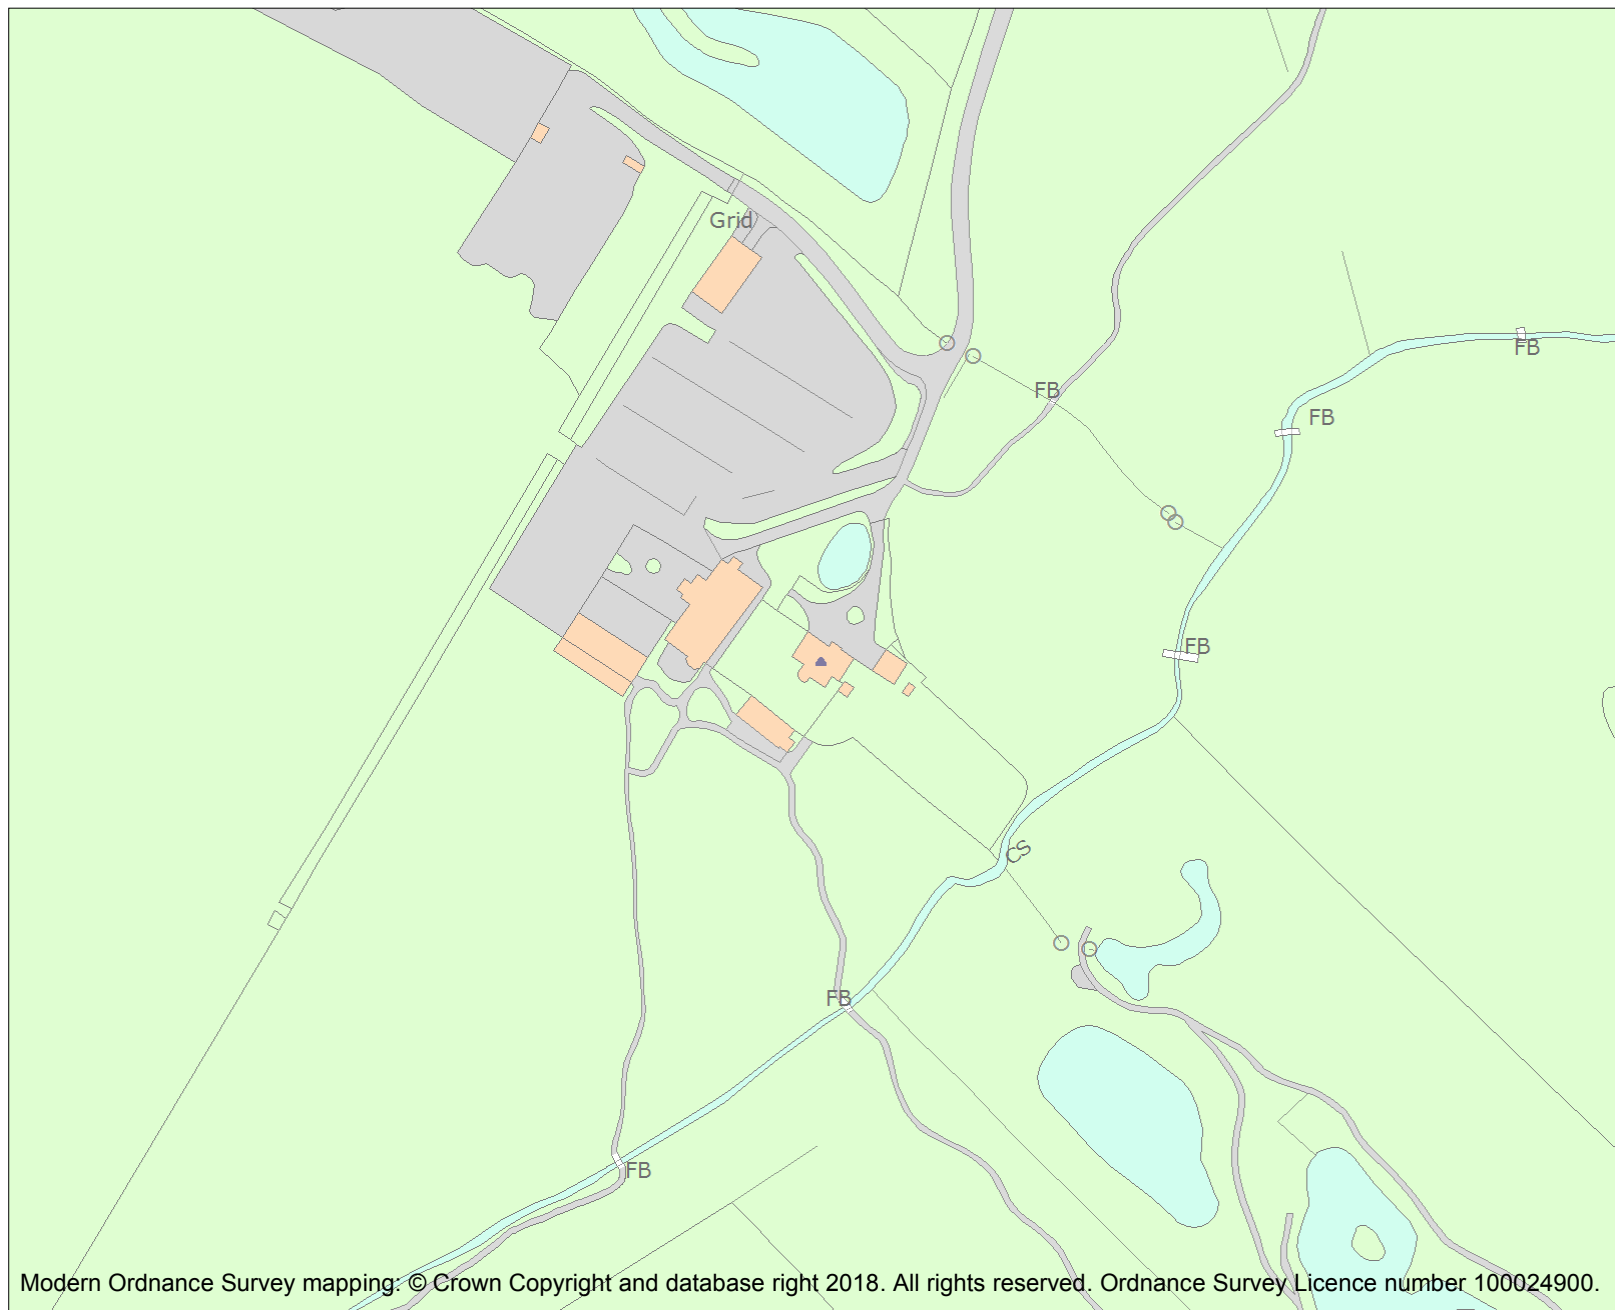 Grid
FB
FB
FB
FB
CS
FB
FB
Modern Ordnance Survey mapping: © Crown Copyright and database right 2018. All rights reserved. Ordnance Survey Licence number 100024900.